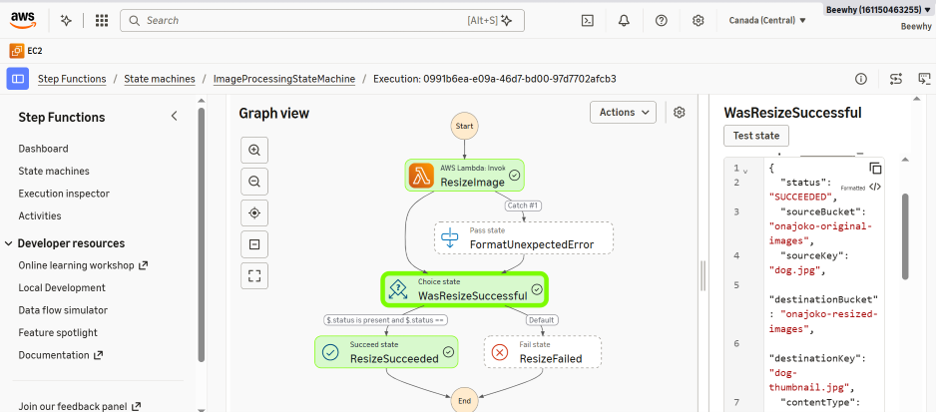 aws
Search
[Alt+S]
Canada (Central)
Beewhy (161150463255)
Beewhy
EC2
Step Functions / State machines / ImageProcessingStateMachine / Execution: 0991b6ea-e09a-46d7-bd00-97d7702afcb3
Step Functions
Dashboard
State machines
Execution inspector
Activities
Developer resources
Online learning workshop
Local Development
Data flow simulator
Feature spotlight
Documentation
Join our feedback panel
Graph view
Actions
Start
AWS Lambda: Invok
ResizeImage
Catch #1
Pass state
FormatUnexpectedError
Choice state
WasResizeSuccessful
$.status is present and $.status ==
Default
Succeed state
ResizeSucceeded
Fail state
ResizeFailed
End
WasResizeSuccessful
Test state
Formatted
1 {
2 "status":
"SUCCEEDED",
3 "sourceBucket":
"onajoko-original-
images",
4 "sourceKey":
"dog.jpg",
5
"destinationBucket"
: "onajoko-resized-
images",
6
"destinationKey":
"dog-
thumbnail.jpg",
7 "contentType":